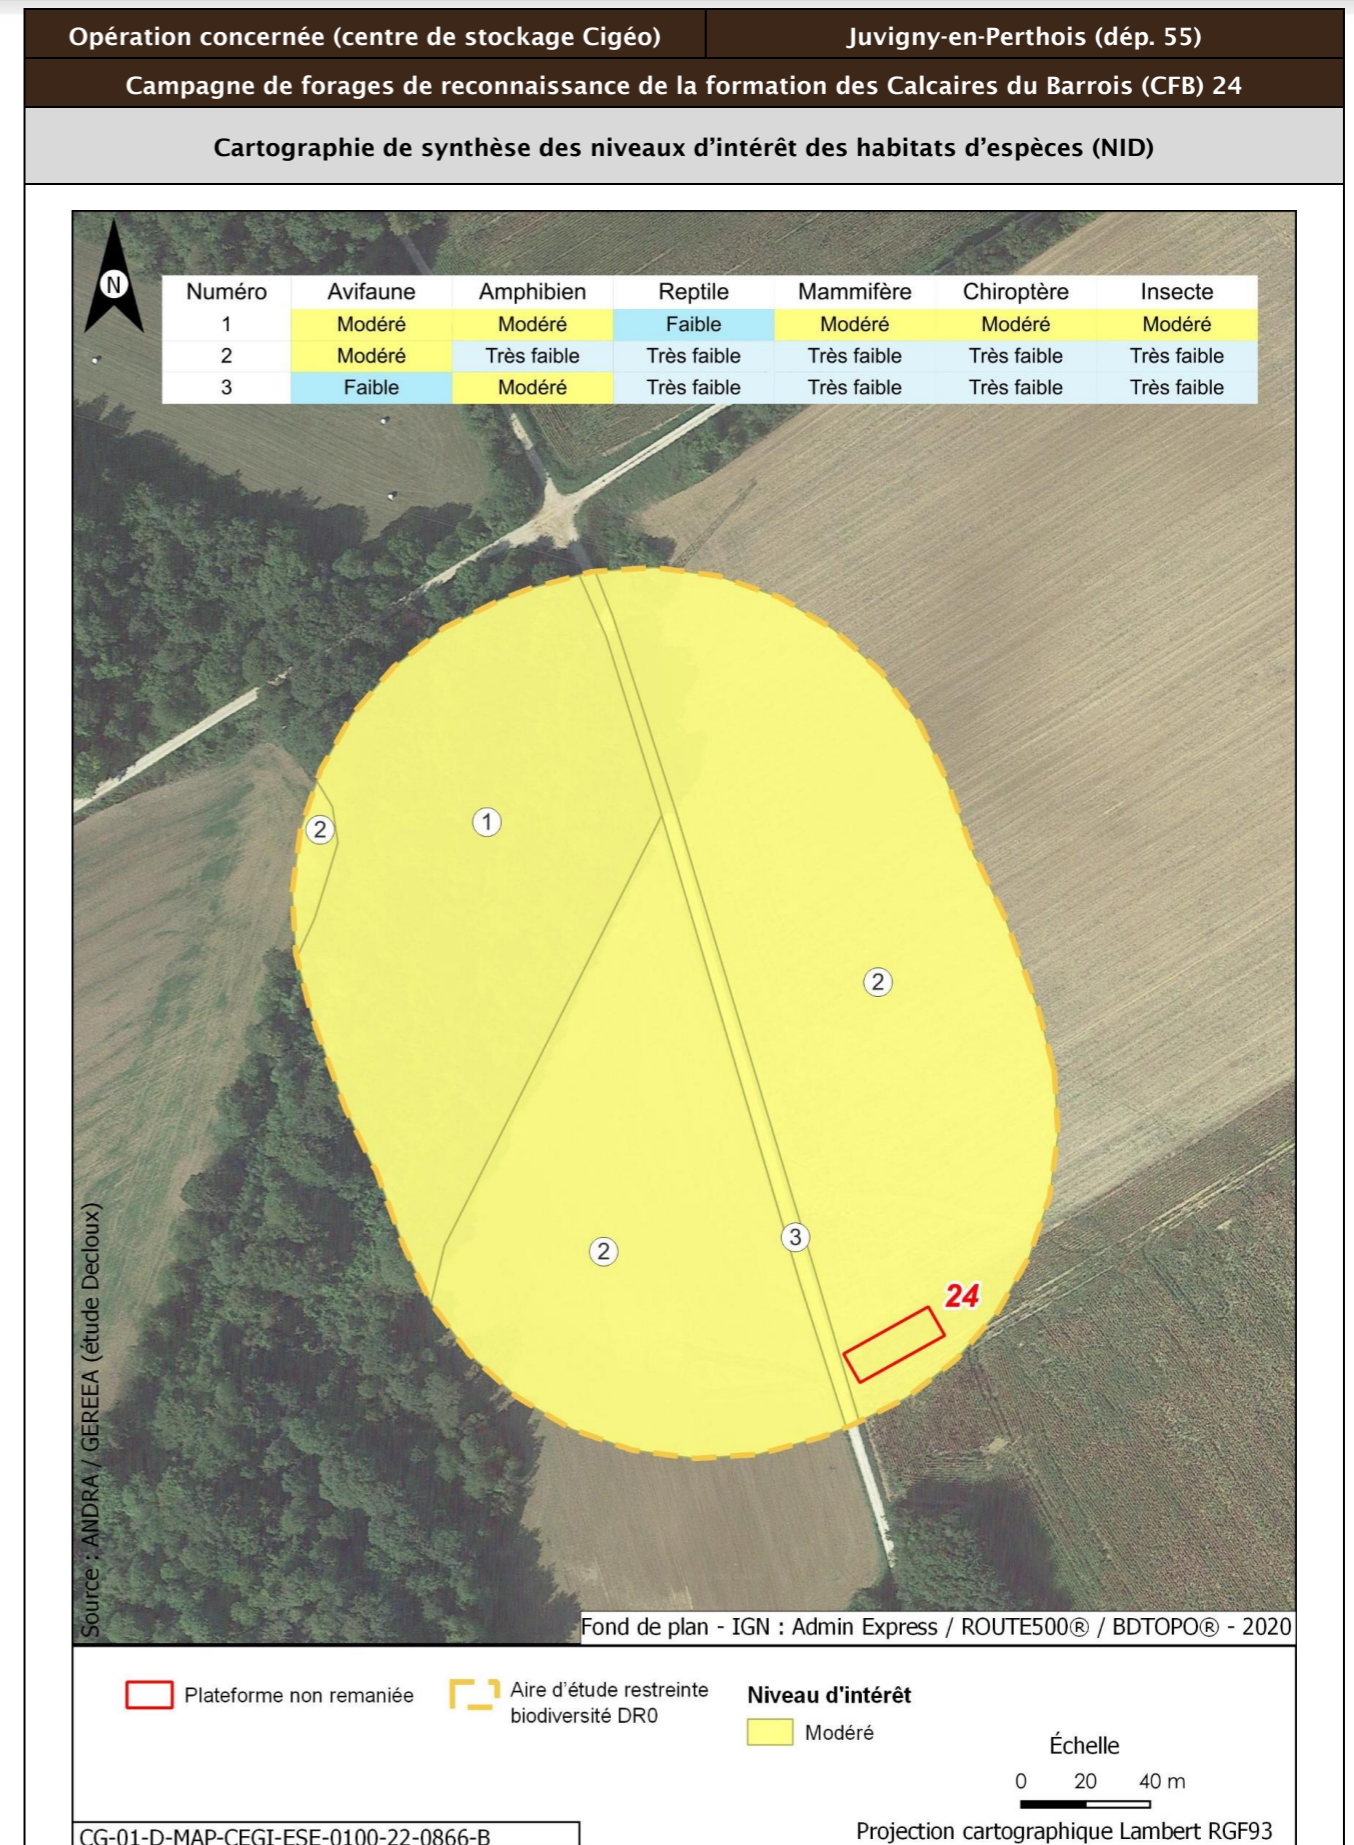 Opération concernée (centre de stockage Cigéo) Juvigny-en-Perthois (dép. 55)
Campagne de forages de reconnaissance de la formation des Calcaires du Barrois (CFB) 24
Cartographie de synthèse des niveaux d'intérêt des habitats d'espèces (NID)
N
Numéro Avifaune Amphibien Reptile Mammifère Chiroptère Insecte
1 Modéré Modéré Faible Modéré Modéré Modéré
2 Modéré Très faible Très faible Très faible Très faible Très faible
3 Faible Modéré Très faible Très faible Très faible Très faible
2
1
2
2
3
24
Source : ANDRA / GEREEA (étude Decloux)
Fond de plan - IGN : Admin Express / ROUTE500® / BDTOPO® - 2020
Plateforme non remaniée
Aire d'étude restreinte
biodiversité DR0
Niveau d'intérêt
Modéré
Échelle
0 20 40 m
Projection cartographique Lambert RGF93
CG-01-D-MAP-CEGI-ESE-0100-22-0866-B